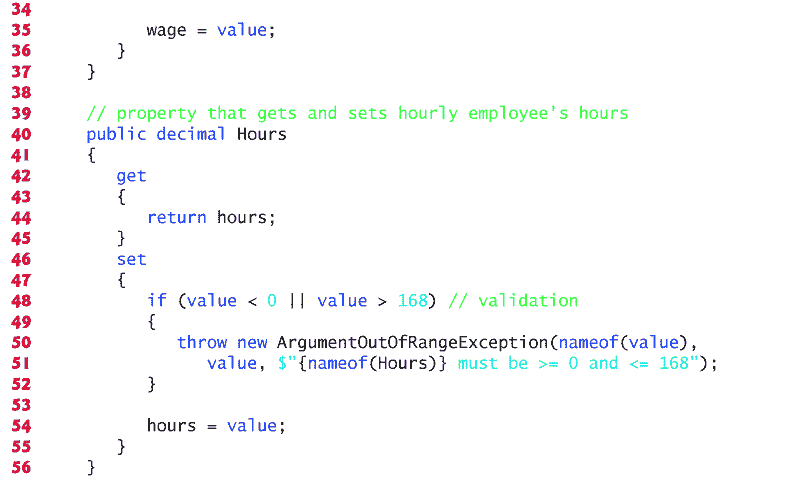 34
35 wage = value;
36 }
37 }
38
39 // property that gets and sets hourly employee's hours
40 public decimal Hours
41 {
42 get
43 {
44 return hours;
45 }
46 set
47 {
48 if (value < 0 || value > 168) // validation
49 {
50 throw new ArgumentOutOfRangeException(nameof(value),
51 value, $"{nameof(Hours)} must be >= 0 and <= 168");
52 }
53
54 hours = value;
55 }
56 }